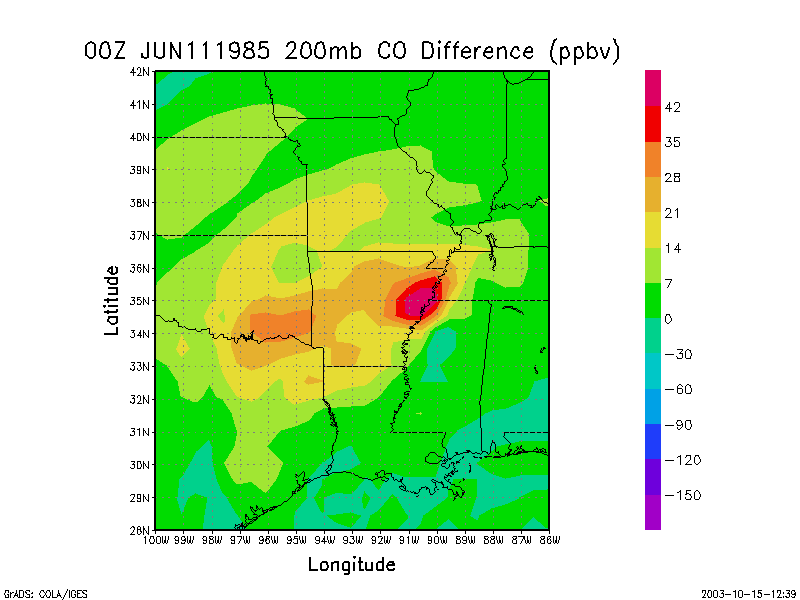 00Z JUN111985 200mb CO Difference (ppbv)
42N
41N
40N
39N
38N
37N
36N
35N
34N
33N
32N
31N
30N
29N
28N
Latitude
100W 99W 98W 97W 96W 95W 94W 93W 92W 91W 90W 89W 88W 87W 86W
Longitude
42
35
28
21
14
7
0
-30
-60
-90
-120
-150
GrADS: COLA/IGES
2003-10-15-12:39